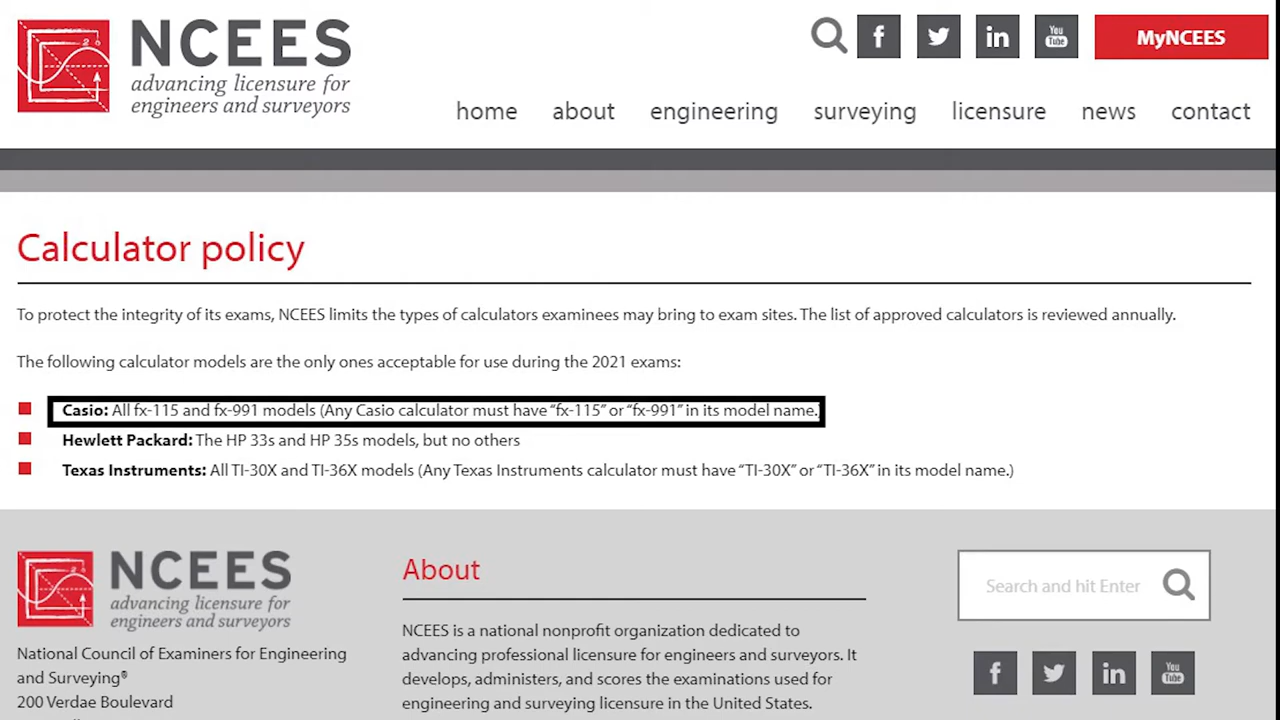 NCEES
advancing licensure for
engineers and surveyors
MyNCEES
home about engineering surveying licensure news contact
Calculator policy
To protect the integrity of its exams, NCEES limits the types of calculators examinees may bring to exam sites. The list of approved calculators is reviewed annually.
The following calculator models are the only ones acceptable for use during the 2021 exams:
Casio: All fx-115 and fx-991 models (Any Casio calculator must have “fx-115” or “fx-991” in its model name.)
Hewlett Packard: The HP 33s and HP 35s models, but no others
Texas Instruments: All TI-30X and TI-36X models (Any Texas Instruments calculator must have “TI-30X” or “TI-36X” in its model name.)
NCEES
advancing licensure for
engineers and surveyors
National Council of Examiners for Engineering
and Surveying®
200 Verdae Boulevard
About
NCEES is a national nonprofit organization dedicated to
advancing professional licensure for engineers and surveyors. It
develops, administers, and scores the examinations used for
engineering and surveying licensure in the United States.
Search and hit Enter